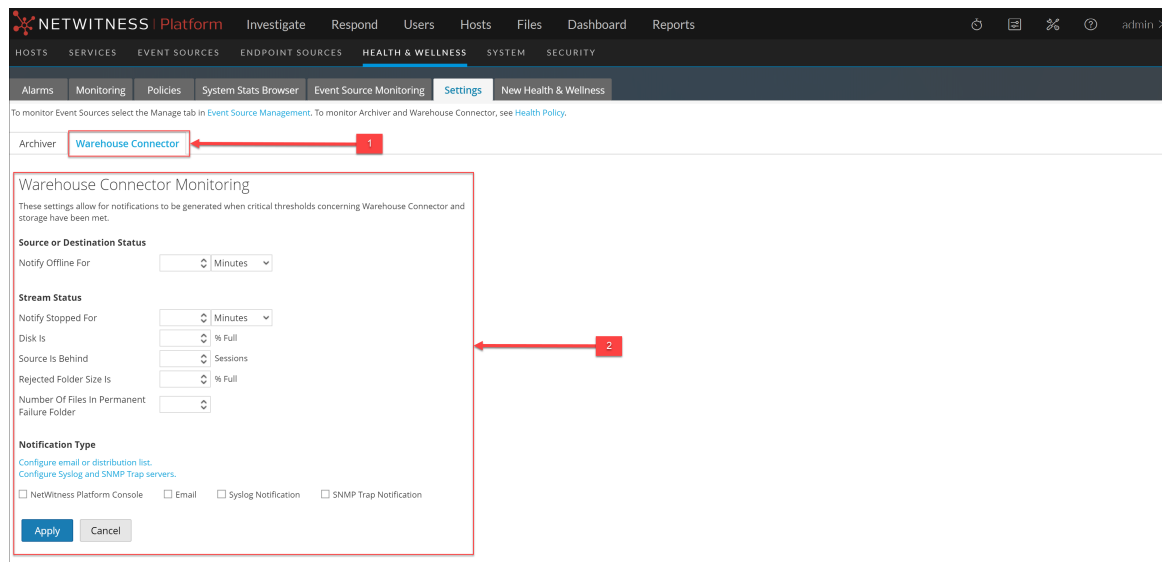 NETWITNESS Platform Investigate Respond Users Hosts Files Dashboard Reports admin
HOSTS SERVICES EVENT SOURCES ENDPOINT SOURCES HEALTH & WELLNESS SYSTEM SECURITY
Alarms Monitoring Policies System Stats Browser Event Source Monitoring Settings New Health & Wellness
To monitor Event Sources select the Manage tab in Event Source Management. To monitor Archiver and Warehouse Connector, see Health Policy.
Archiver Warehouse Connector 1
Warehouse Connector Monitoring
These settings allow for notifications to be generated when critical thresholds concerning Warehouse Connector and
storage have been met.
Source or Destination Status
Notify Offline For Minutes
Stream Status
Notify Stopped For Minutes
Disk Is % Full
2
Source Is Behind Sessions
Rejected Folder Size Is % Full
Number Of Files In Permanent
Failure Folder
Notification Type
Configure email or distribution list.
Configure Syslog and SNMP Trap servers.
NetWitness Platform Console Email Syslog Notification SNMP Trap Notification
Apply Cancel